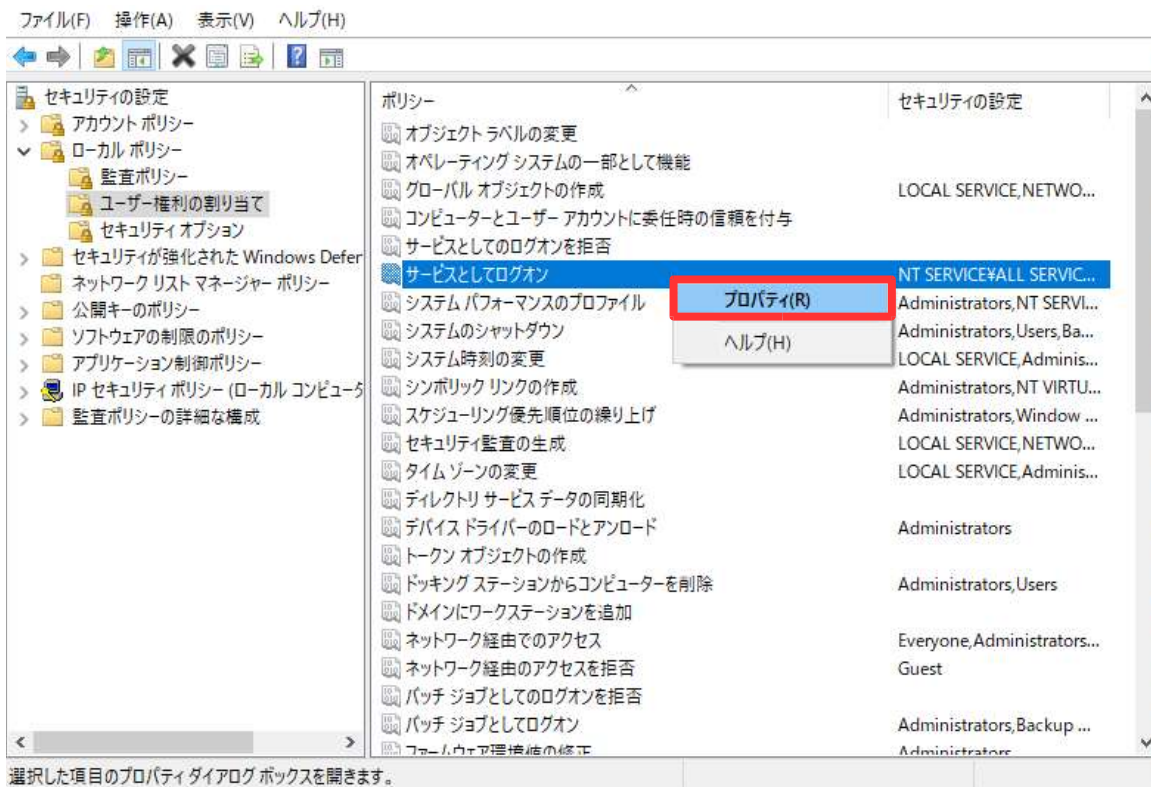 ファイル(F) 操作(A) 表示(V) ヘルプ(H)
セキュリティの設定
アカウント ポリシー
ローカル ポリシー
監査ポリシー
ユーザー権利の割り当て
セキュリティ オプション
セキュリティが強化された Windows Defer
ネットワーク リスト マネージャー ポリシー
公開キーのポリシー
ソフトウェアの制限のポリシー
アプリケーション制御ポリシー
IP セキュリティ ポリシー (ローカル コンピュータ
監査ポリシーの詳細な構成
ポリシー セキュリティの設定
オブジェクト ラベルの変更
オペレーティング システムの一部として機能
グローバル オブジェクトの作成 LOCAL SERVICE,NETWO...
コンピューターとユーザー アカウントに委任時の信頼を付与
サービスとしてのログオンを拒否
サービスとしてログオン NT SERVICE¥ALL SERVIC...
システム パフォーマンスのプロファイル プロパティ(R) Administrators,NT SERVI...
システムのシャットダウン ヘルプ(H) Administrators,Users,Ba...
システム時刻の変更 LOCAL SERVICE,Adminis...
シンボリック リンクの作成 Administrators,NT VIRTU...
スケジューリング優先順位の繰り上げ Administrators,Window ...
セキュリティ監査の生成 LOCAL SERVICE,NETWO...
タイム ゾーンの変更 LOCAL SERVICE,Adminis...
ディレクトリ サービス データの同期化
デバイス ドライバーのロードとアンロード Administrators
トークン オブジェクトの作成
ドッキング ステーションからコンピューターを削除 Administrators,Users
ドメインにワークステーションを追加
ネットワーク経由でのアクセス Everyone,Administrators...
ネットワーク経由のアクセスを拒否 Guest
バッチ ジョブとしてのログオンを拒否
バッチ ジョブとしてログオン Administrators,Backup ...
ファームウェア環境値の修正 Administrators
選択した項目のプロパティ ダイアログ ボックスを開きます。